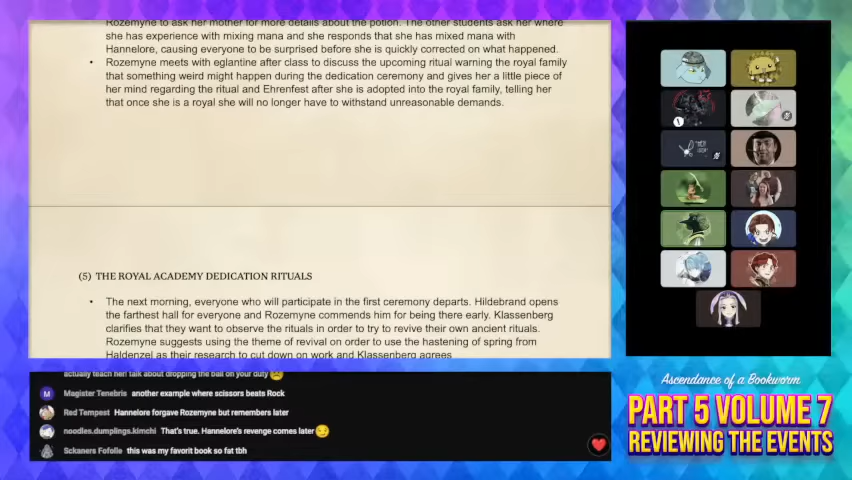 Rozemyne to ask her mother for more details about the potion. The other students ask her where
she has experience with mixing mana and she responds that she has mixed mana with
Hannelore, causing everyone to be surprised before she is quickly corrected on what happened.
• Rozemyne meets with eglantine after class to discuss the upcoming ritual warning the royal family
that something weird might happen during the dedication ceremony and gives her a little piece of
her mind regarding the ritual and Ehrenfest after she is adopted into the royal family, telling her
that once she is a royal she will no longer have to withstand unreasonable demands.
(5) THE ROYAL ACADEMY DEDICATION RITUALS
• The next morning, everyone who will participate in the first ceremony departs. Hildebrand opens
the farthest hall for everyone and Rozemyne commends him for being there early. Klassenberg
clarifies that they want to observe the rituals in order to try to revive their own ancient rituals.
Rozemyne suggests using the theme of revival on order to use the hastening of spring from
Haldenzel as their research to cut down on work and Klassenberg agrees
actually teach her! talk about dropping the ball on your duty
M Magister Tenebris another example where scissors beats Rock
Red Tempest Hannelore forgave Rozemyne but remembers later
noodles.dumplings.kimchi That's true. Hannelore's revenge comes later
Sckaners Fofolle this was my favorit book so fat tbh
Ascendance of a Bookworm
PART 5 VOLUME 7
REVIEWING THE EVENTS